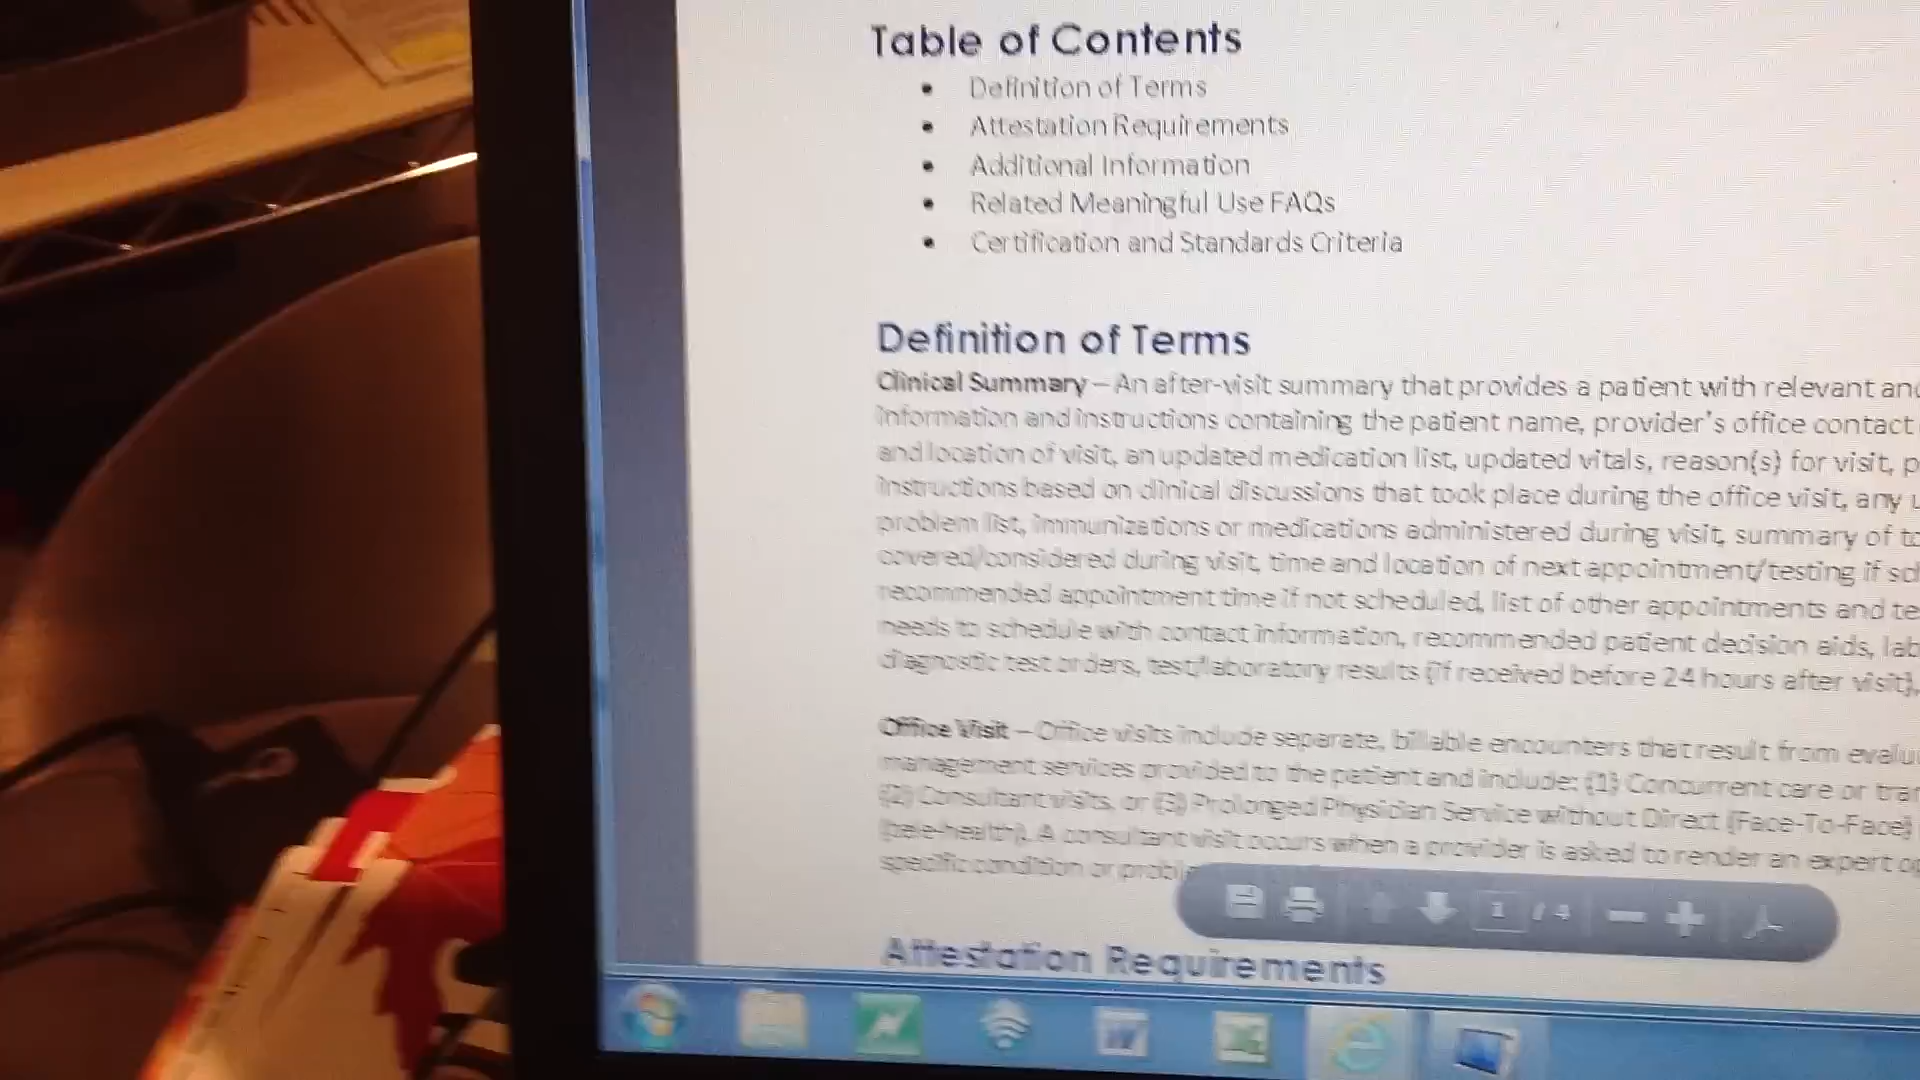 Table of Contents
• Definition of Terms
• Attestation Requirements
• Additional Information
• Related Meaningful Use FAQs
• Certification and Standards Criteria
Definition of Terms
Clinical Summary – An after-visit summary that provides a patient with relevant
information and instructions containing the patient name, provider's office contact
and location of visit, an updated medication list, updated vitals, reason(s) for visit,
instructions based on clinical discussions that took place during the office visit, any
problem list, immunizations or medications administered during visit, summary of
covered/considered during visit, time and location of next appointment/testing if
recommended appointment time if not scheduled, list of other appointments and
needs to schedule with contact information, recommended patient decision aids,
diagnostic test orders, test/laboratory results (if received before 24 hours after visit),
Office Visit – Office visits include separate, billable encounters that result from
management services provided to the patient and include: (1) Concurrent care or
(2) Consultant visits, or (3) Prolonged Physician Service without Direct (Face-To-Face)
(tele-health). A consultant visit occurs when a provider is asked to render an expert
specific condition or
1 / 4
Attestation Requirements